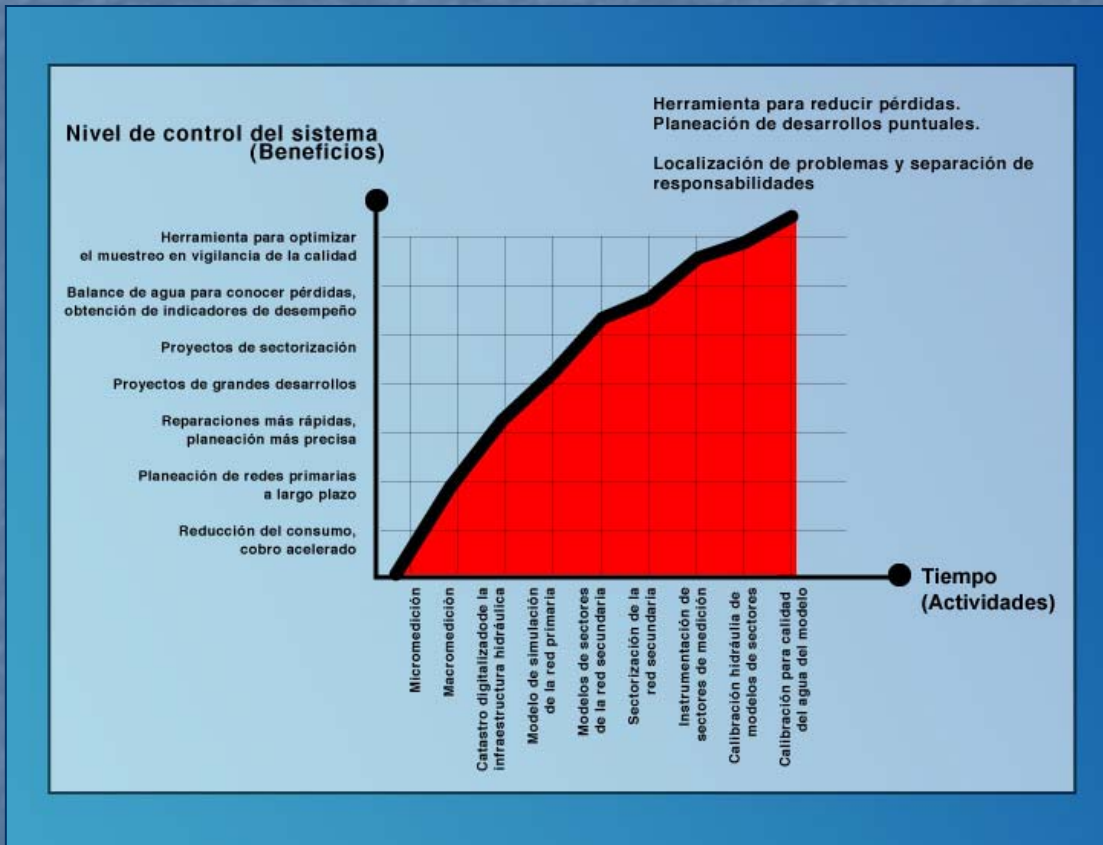 Herramienta para reducir pérdidas.
Planeación de desarrollos puntuales.
Localización de problemas y separación de
responsabilidades
Nivel de control del sistema
(Beneficios)
Herramienta para optimizar
el muestreo en vigilancia de la calidad
Balance de agua para conocer pérdidas,
obtención de indicadores de desempeño
Proyectos de sectorización
Proyectos de grandes desarrollos
Reparaciones más rápidas,
planeación más precisa
Planeación de redes primarias
a largo plazo
Reducción del consumo,
cobro acelerado
Tiempo
(Actividades)
Micromedición
Macromedición
Catastro digitalizadode la
infraestructura hidráulica
Modelo de simulación
de la red primaria
Modelos de sectores
de la red secundaria
Sectorización de la
red secundaria
Instrumentación de
sectores de medición
Calibración hidráulia de
modelos de sectores
Calibración para calidad
del agua del modelo